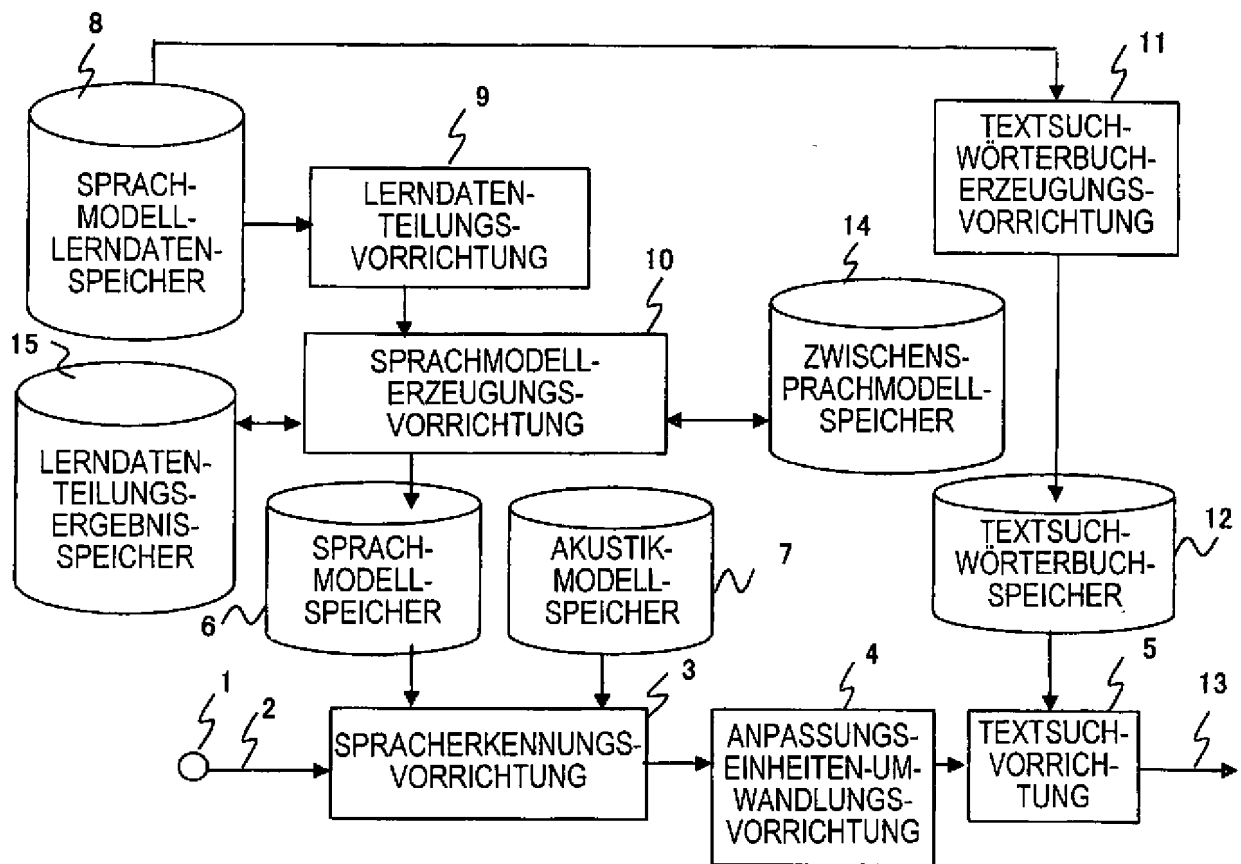 8
SPRACH-
MODELL-
LERNDATEN-
SPEICHER
9
LERNDATEN-
TEILUNGS-
VORRICHTUNG
11
TEXTSUCH-
WÖRTERBUCH-
ERZEUGUNGS-
VORRICHTUNG
10
SPRACHMODELL-
ERZEUGUNGS-
VORRICHTUNG
14
ZWISCHENS-
PRACHMODELL-
SPEICHER
15
LERNDATEN-
TEILUNGS-
ERGEBNIS-
SPEICHER
6
SPRACH-
MODELL-
SPEICHER
7
AKUSTIK-
MODELL-
SPEICHER
12
TEXTSUCH-
WÖRTERBUCH-
SPEICHER
1
2
3
SPRACHERKENNUNGS-
VORRICHTUNG
4
ANPASSUNGS-
EINHEITEN-UM-
WANDLUNGS-
VORRICHTUNG
5
TEXTSUCH-
VORRICH-
TUNG
13